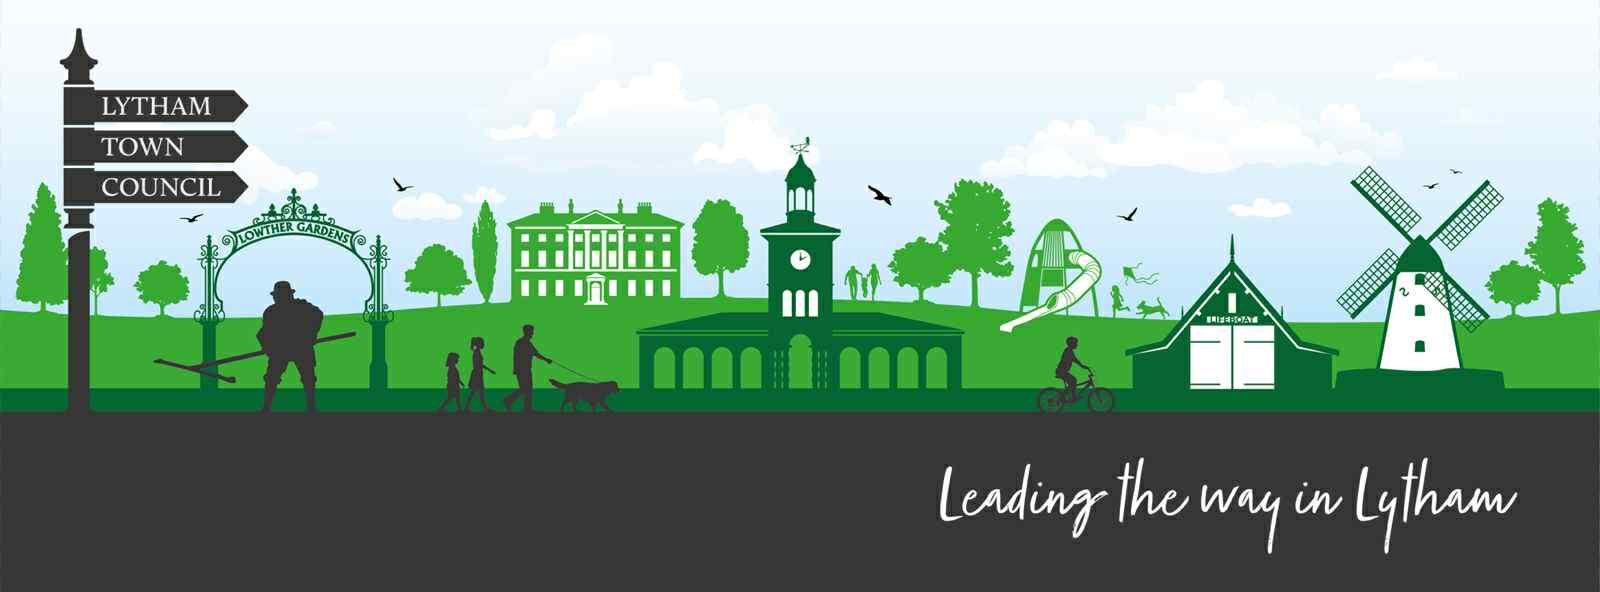 LYTHAM
TOWN
COUNCIL
LOWTHER GARDENS
LIFEBOAT
Leading the way in Lytham